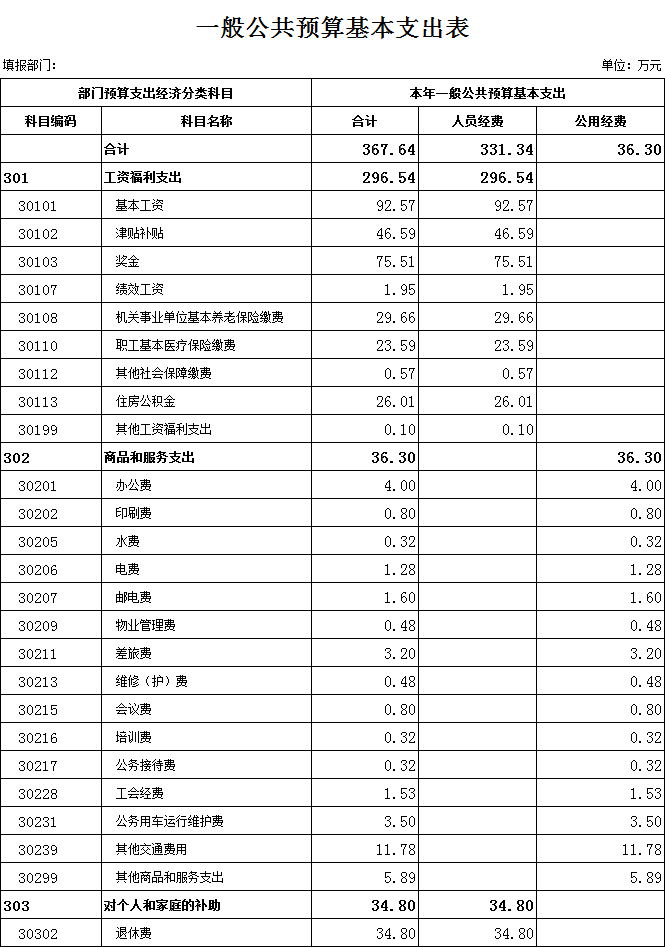 一般公共预算基本支出表
填报部门: 单位: 万元
部门预算支出经济分类科目 本年一般公共预算基本支出
科目编码 科目名称 合计 人员经费 公用经费
合计 367.64 331.34 36.30
301 工资福利支出 296.54 296.54
30101 基本工资 92.57 92.57
30102 津贴补贴 46.59 46.59
30103 奖金 75.51 75.51
30107 绩效工资 1.95 1.95
30108 机关事业单位基本养老保险缴费 29.66 29.66
30110 职工基本医疗保险缴费 23.59 23.59
30112 其他社会保障缴费 0.57 0.57
30113 住房公积金 26.01 26.01
30199 其他工资福利支出 0.10 0.10
302 商品和服务支出 36.30 36.30
30201 办公费 4.00 4.00
30202 印刷费 0.80 0.80
30205 水费 0.32 0.32
30206 电费 1.28 1.28
30207 邮电费 1.60 1.60
30209 物业管理费 0.48 0.48
30211 差旅费 3.20 3.20
30213 维修（护）费 0.48 0.48
30215 会议费 0.80 0.80
30216 培训费 0.32 0.32
30217 公务接待费 0.32 0.32
30228 工会经费 1.53 1.53
30231 公务用车运行维护费 3.50 3.50
30239 其他交通费用 11.78 11.78
30299 其他商品和服务支出 5.89 5.89
303 对个人和家庭的补助 34.80 34.80
30302 退休费 34.80 34.80